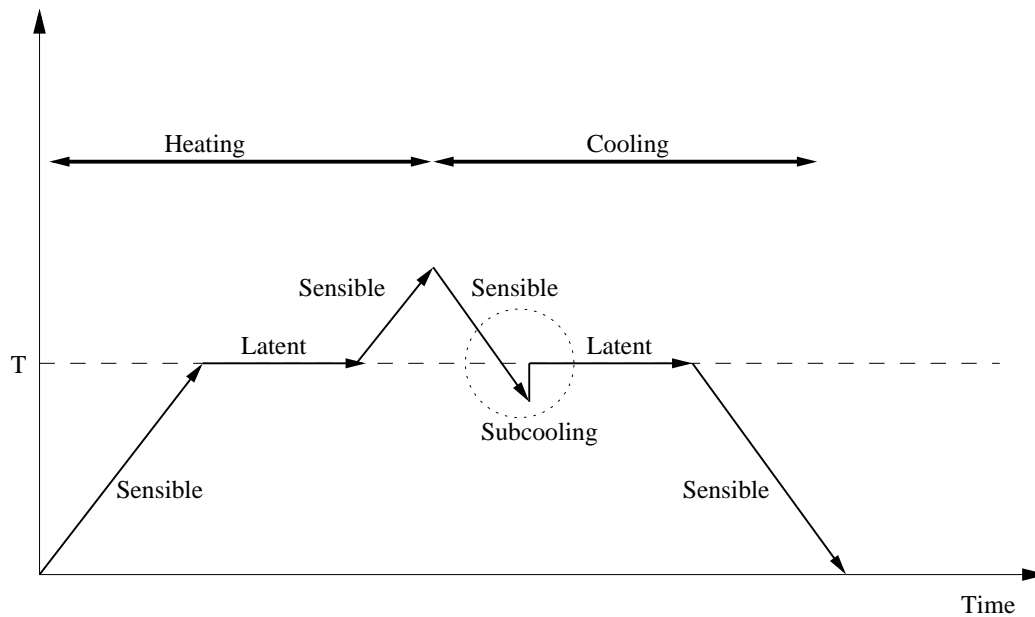 Heating
Cooling
Sensible
Sensible
Latent
Latent
T
Subcooling
Sensible
Sensible
Time